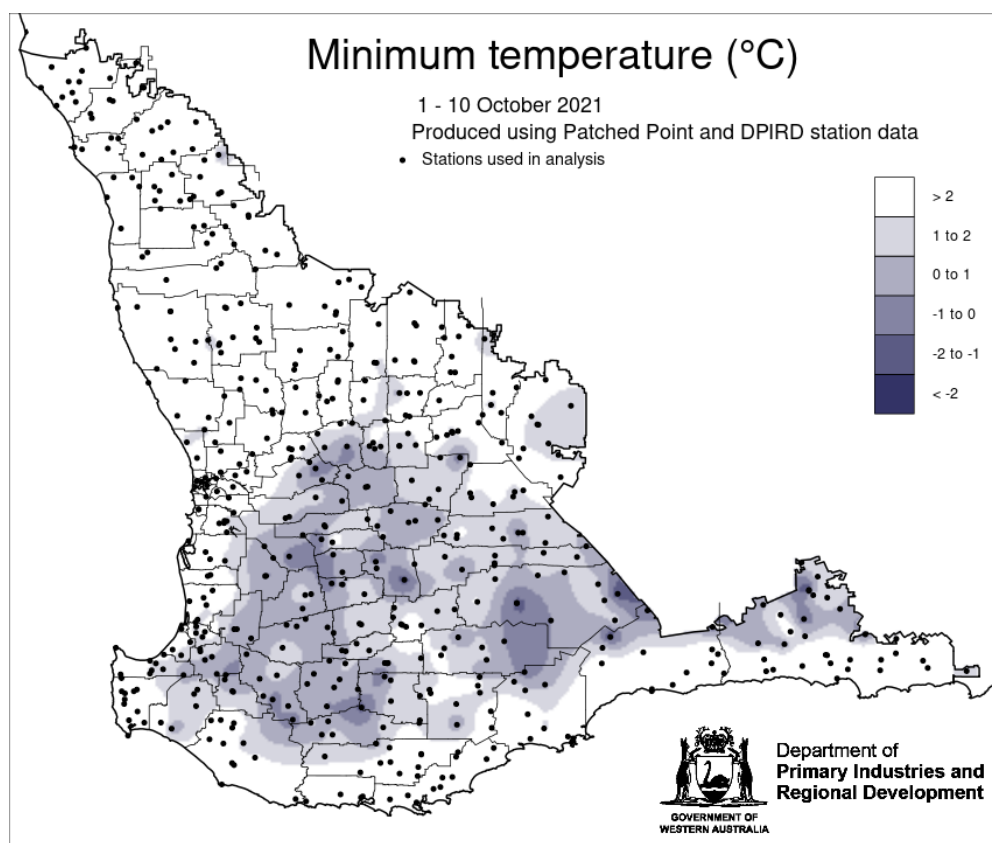 Minimum temperature (°C)
1 - 10 October 2021
Produced using Patched Point and DPIRD station data
Stations used in analysis
> 2
1 to 2
0 to 1
-1 to 0
-2 to -1
< -2
Department of
Primary Industries and
Regional Development
GOVERNMENT OF
WESTERN AUSTRALIA